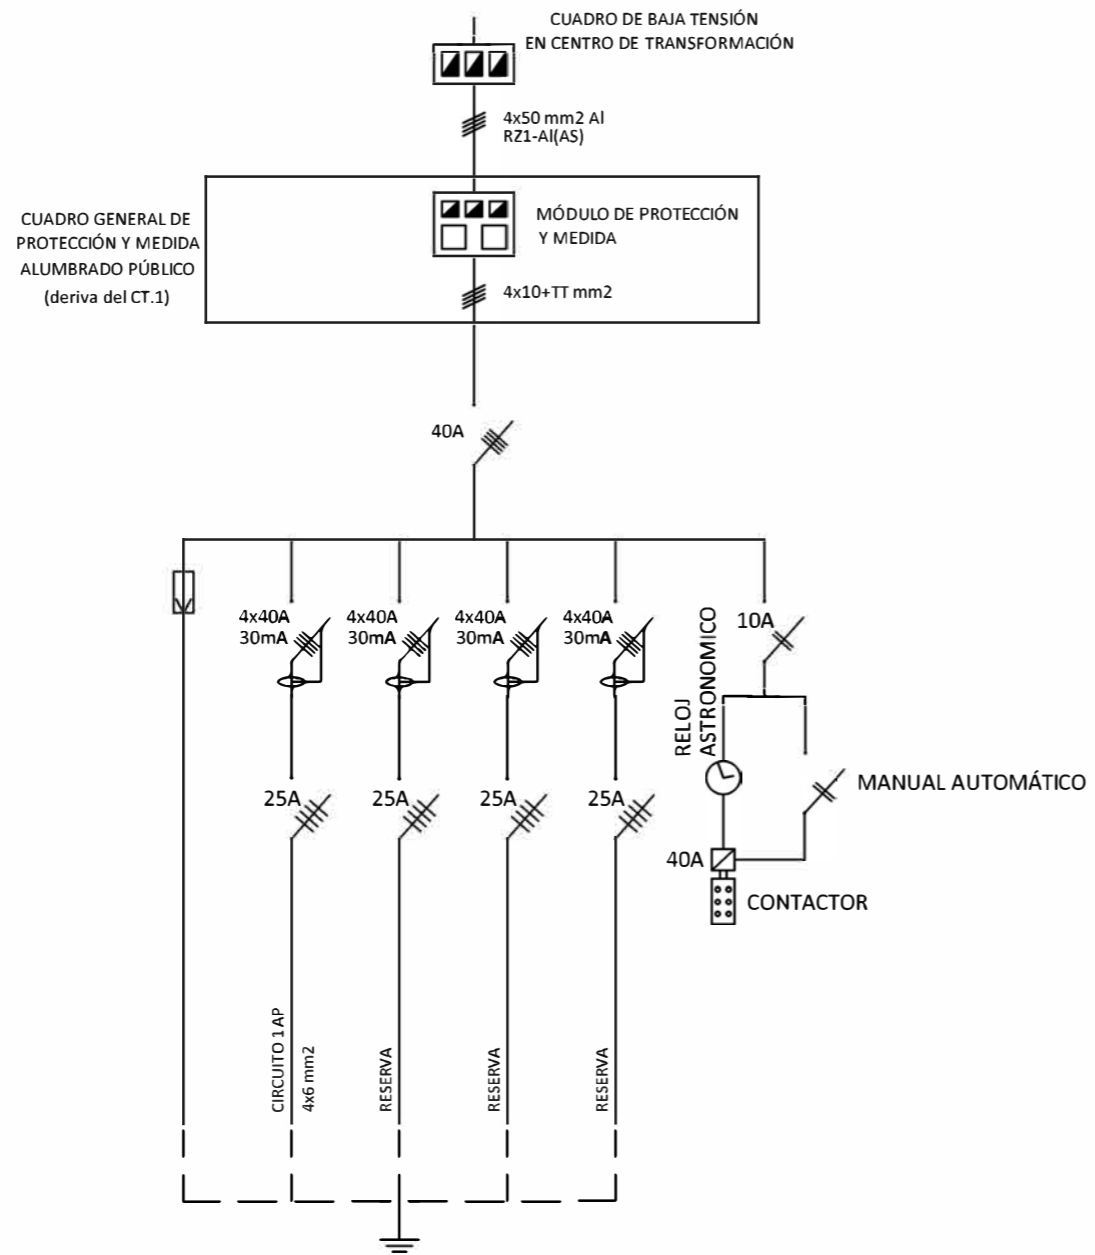 CUADRO DE BAJA TENSIÓN
EN CENTRO DE TRANSFORMACIÓN
4x50 mm2 Al
RZ1-Al(AS)
CUADRO GENERAL DE
PROTECCIÓN Y MEDIDA
ALUMBRADO PÚBLICO
(deriva del CT.1)
MÓDULO DE PROTECCIÓN
Y MEDIDA
4x10+TT mm2
40A
4x40A
30mA
4x40A
30mA
4x40A
30mA
4x40A
30mA
10A
RELOJ
ASTRONOMICO
25A
25A
25A
25A
MANUAL AUTOMÁTICO
40A
CONTACTOR
CIRCUITO 1 AP
4x6 mm2
RESERVA
RESERVA
RESERVA